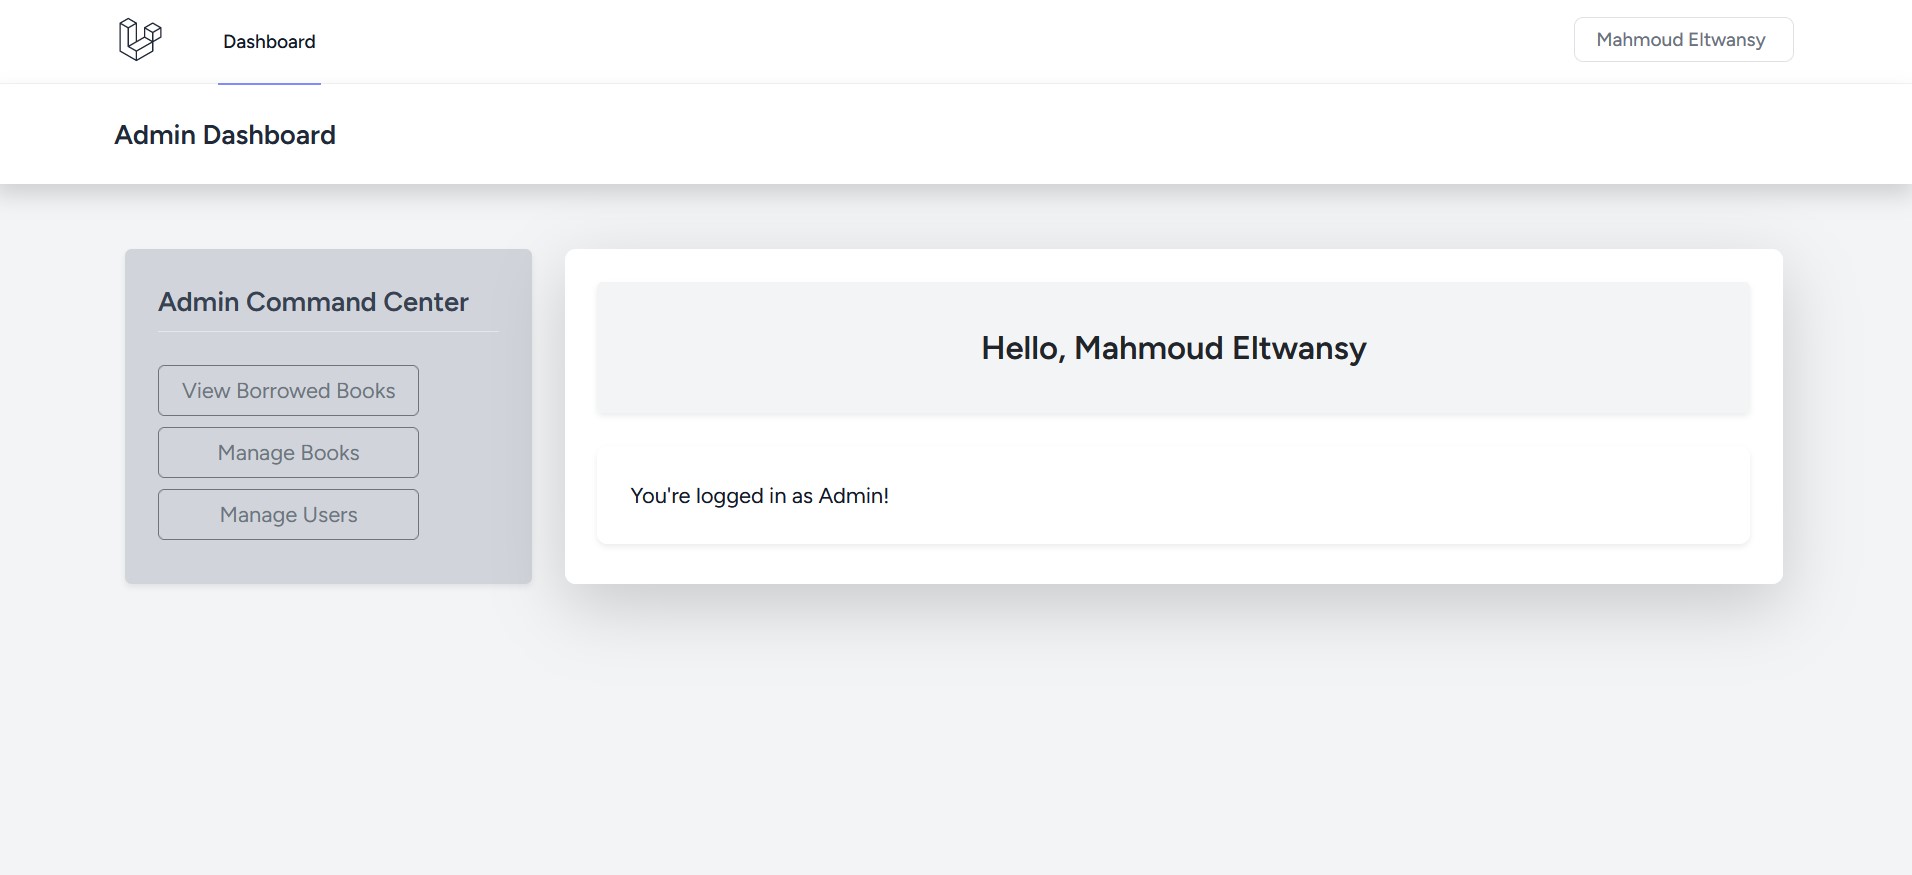 Dashboard
Mahmoud Eltwansy
Admin Dashboard
Admin Command Center
View Borrowed Books
Manage Books
Manage Users
Hello, Mahmoud Eltwansy
You're logged in as Admin!